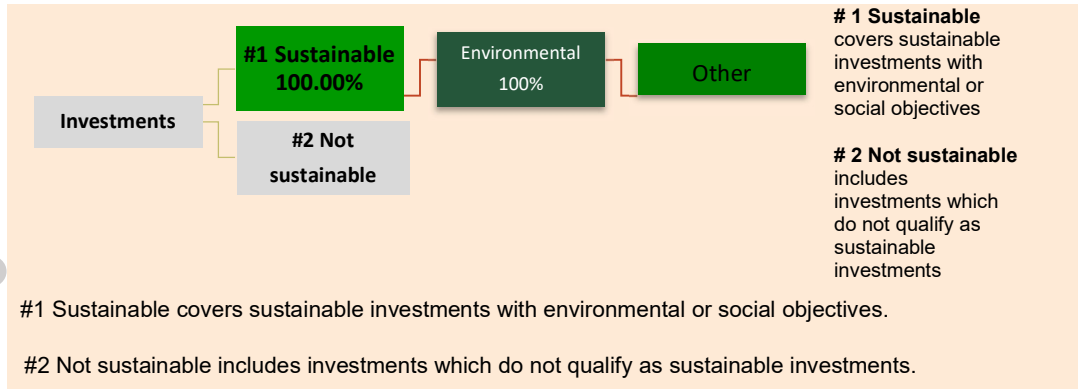 Investments
#1 Sustainable
100.00%
#2 Not
sustainable
Environmental
100%
Other
# 1 Sustainable
covers sustainable
investments with
environmental or
social objectives
# 2 Not sustainable
includes
investments which
do not qualify as
sustainable
investments
#1 Sustainable covers sustainable investments with environmental or social objectives.
#2 Not sustainable includes investments which do not qualify as sustainable investments.